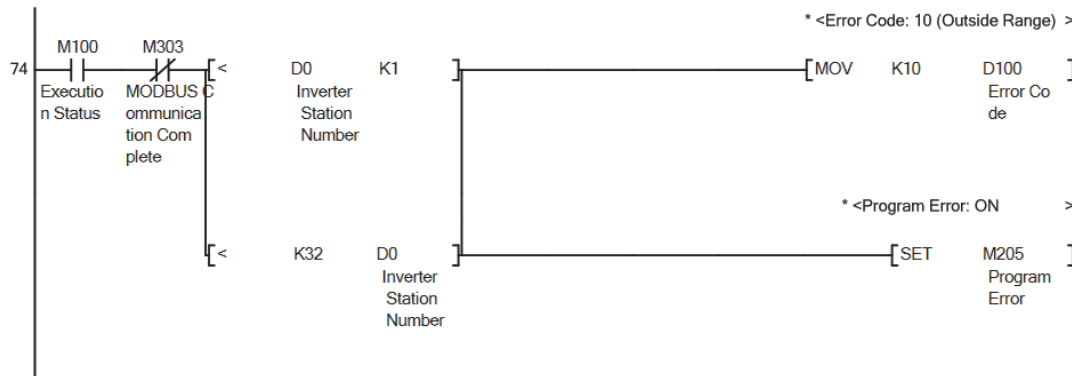 * <Error Code: 10 (Outside Range) >
M100 M303
74 < D0 K1 MOV K10 D100
Executio MODBUS C Inverter Error Co
n Status ommunica Station de
tion Com Number
plete
* <Program Error: ON >
< K32 D0 SET M205
Inverter Program
Station Error
Number